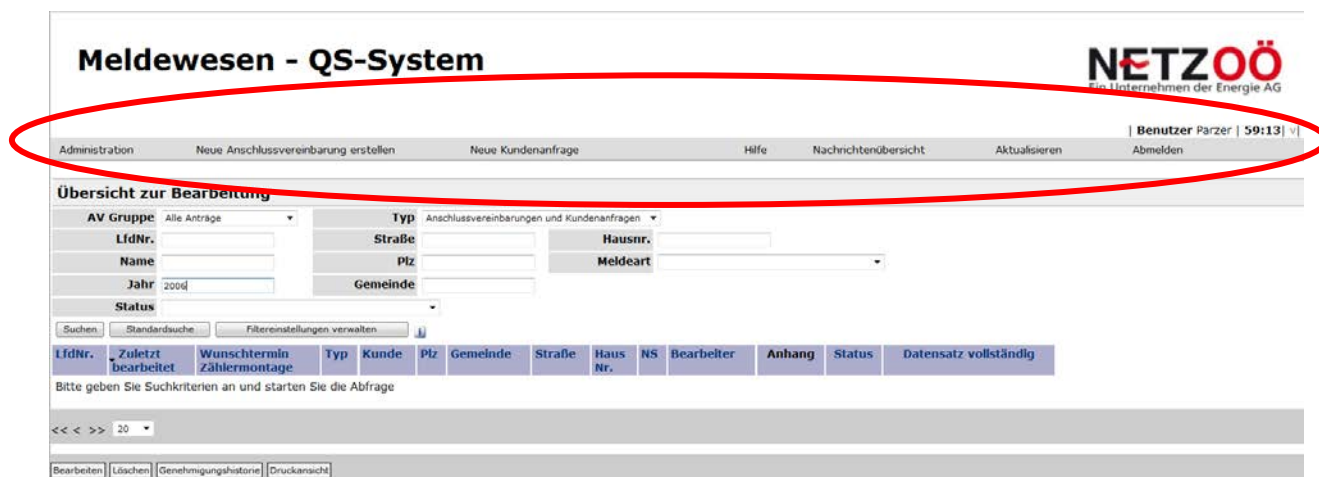 Meldewesen - QS-System
NETZOÖ
Ein Unternehmen der Energie AG
| Benutzer Parzer | 59:13| v|
Administration Neue Anschlussvereinbarung erstellen Neue Kundenanfrage Hilfe Nachrichtenübersicht Aktualisieren Abmelden
Übersicht zur Bearbeitung
AV Gruppe Alle Anträge Typ Anschlussvereinbarungen und Kundenanfragen
LfdNr. Straße Hausnr.
Name Plz Meldeart
Jahr 2006 Gemeinde
Status
Suchen Standardsuche Filtereinstellungen verwalten i
LfdNr. Zuletzt Wunschtermin Typ Kunde Plz Gemeinde Straße Haus NS Bearbeiter Anhang Status Datensatz vollständig
bearbeitet Zählermontage Nr.
Bitte geben Sie Suchkriterien an und starten Sie die Abfrage
<< < >> 20
Bearbeiten Löschen Genehmigungshistorie Druckansicht